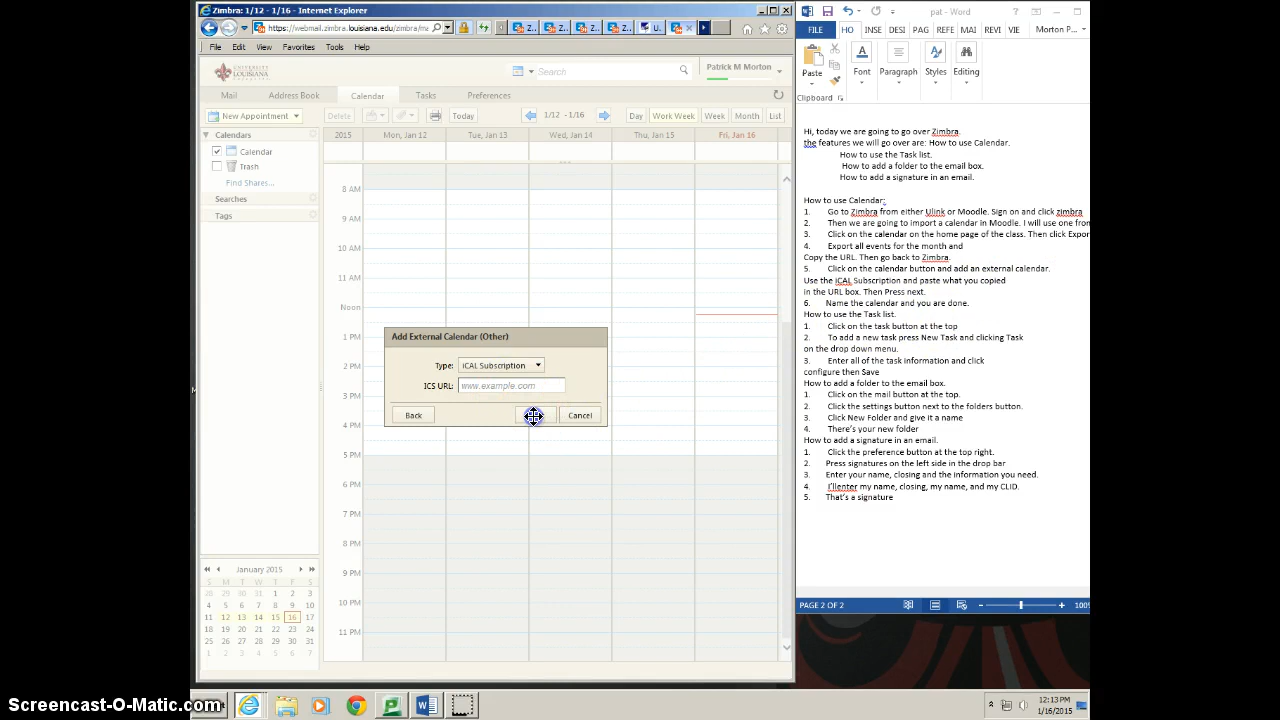 Zimbra: 1/12 - 1/16 - Internet Explorer
https://webmail.zimbra.louisiana.edu/zimbra/ma
File Edit View Favorites Tools Help
UNIVERSITY LOUISIANA
Search
Patrick M Morton
Mail Address Book Calendar Tasks Preferences
New Appointment Delete Today 1/12 - 1/16 Day Work Week Week Month List
Calendars
Calendar
Trash
Find Shares...
Searches
Tags
2015 Mon, Jan 12 Tue, Jan 13 Wed, Jan 14 Thu, Jan 15 Fri, Jan 16
8 AM
9 AM
10 AM
11 AM
Noon
1 PM
2 PM
3 PM
4 PM
5 PM
6 PM
7 PM
8 PM
9 PM
10 PM
11 PM
Add External Calendar (Other)
Type: iCAL Subscription
ICS URL: www.example.com
Back Cancel
January 2015
S M T W T F S
28 29 30 31 1 2 3
4 5 6 7 8 9 10
11 12 13 14 15 16 17
18 19 20 21 22 23 24
25 26 27 28 29 30 31
1 2 3 4 5 6 7
pat - Word
FILE HO INSE DESI PAG REFE MAI REVI VIE Morton P...
Paste Font Paragraph Styles Editing
Clipboard
Hi, today we are going to go over Zimbra.
the features we will go over are: How to use Calendar.
How to use the Task list.
How to add a folder to the email box.
How to add a signature in an email.
How to use Calendar:
1. Go to Zimbra from either Ulink or Moodle. Sign on and click zimbra
2. Then we are going to import a calendar in Moodle. I will use one from
3. Click on the calendar on the home page of the class. Then click Expor
4. Export all events for the month and
Copy the URL. Then go back to Zimbra.
5. Click on the calendar button and add an external calendar.
Use the iCAL Subscription and paste what you copied
in the URL box. Then Press next.
6. Name the calendar and you are done.
How to use the Task list.
1. Click on the task button at the top
2. To add a new task press New Task and clicking Task
on the drop down menu.
3. Enter all of the task information and click
configure then Save
How to add a folder to the email box.
1. Click on the mail button at the top.
2. Click the settings button next to the folders button.
3. Click New Folder and give it a name
4. There's your new folder
How to add a signature in an email.
1. Click the preference button at the top right.
2. Press signatures on the left side in the drop bar
3. Enter your name, closing and the information you need.
4. I'llenter my name, closing, my name, and my CLID.
5. That's a signature
PAGE 2 OF 2 100%
12:13 PM
1/16/2015
Screencast-O-Matic.com